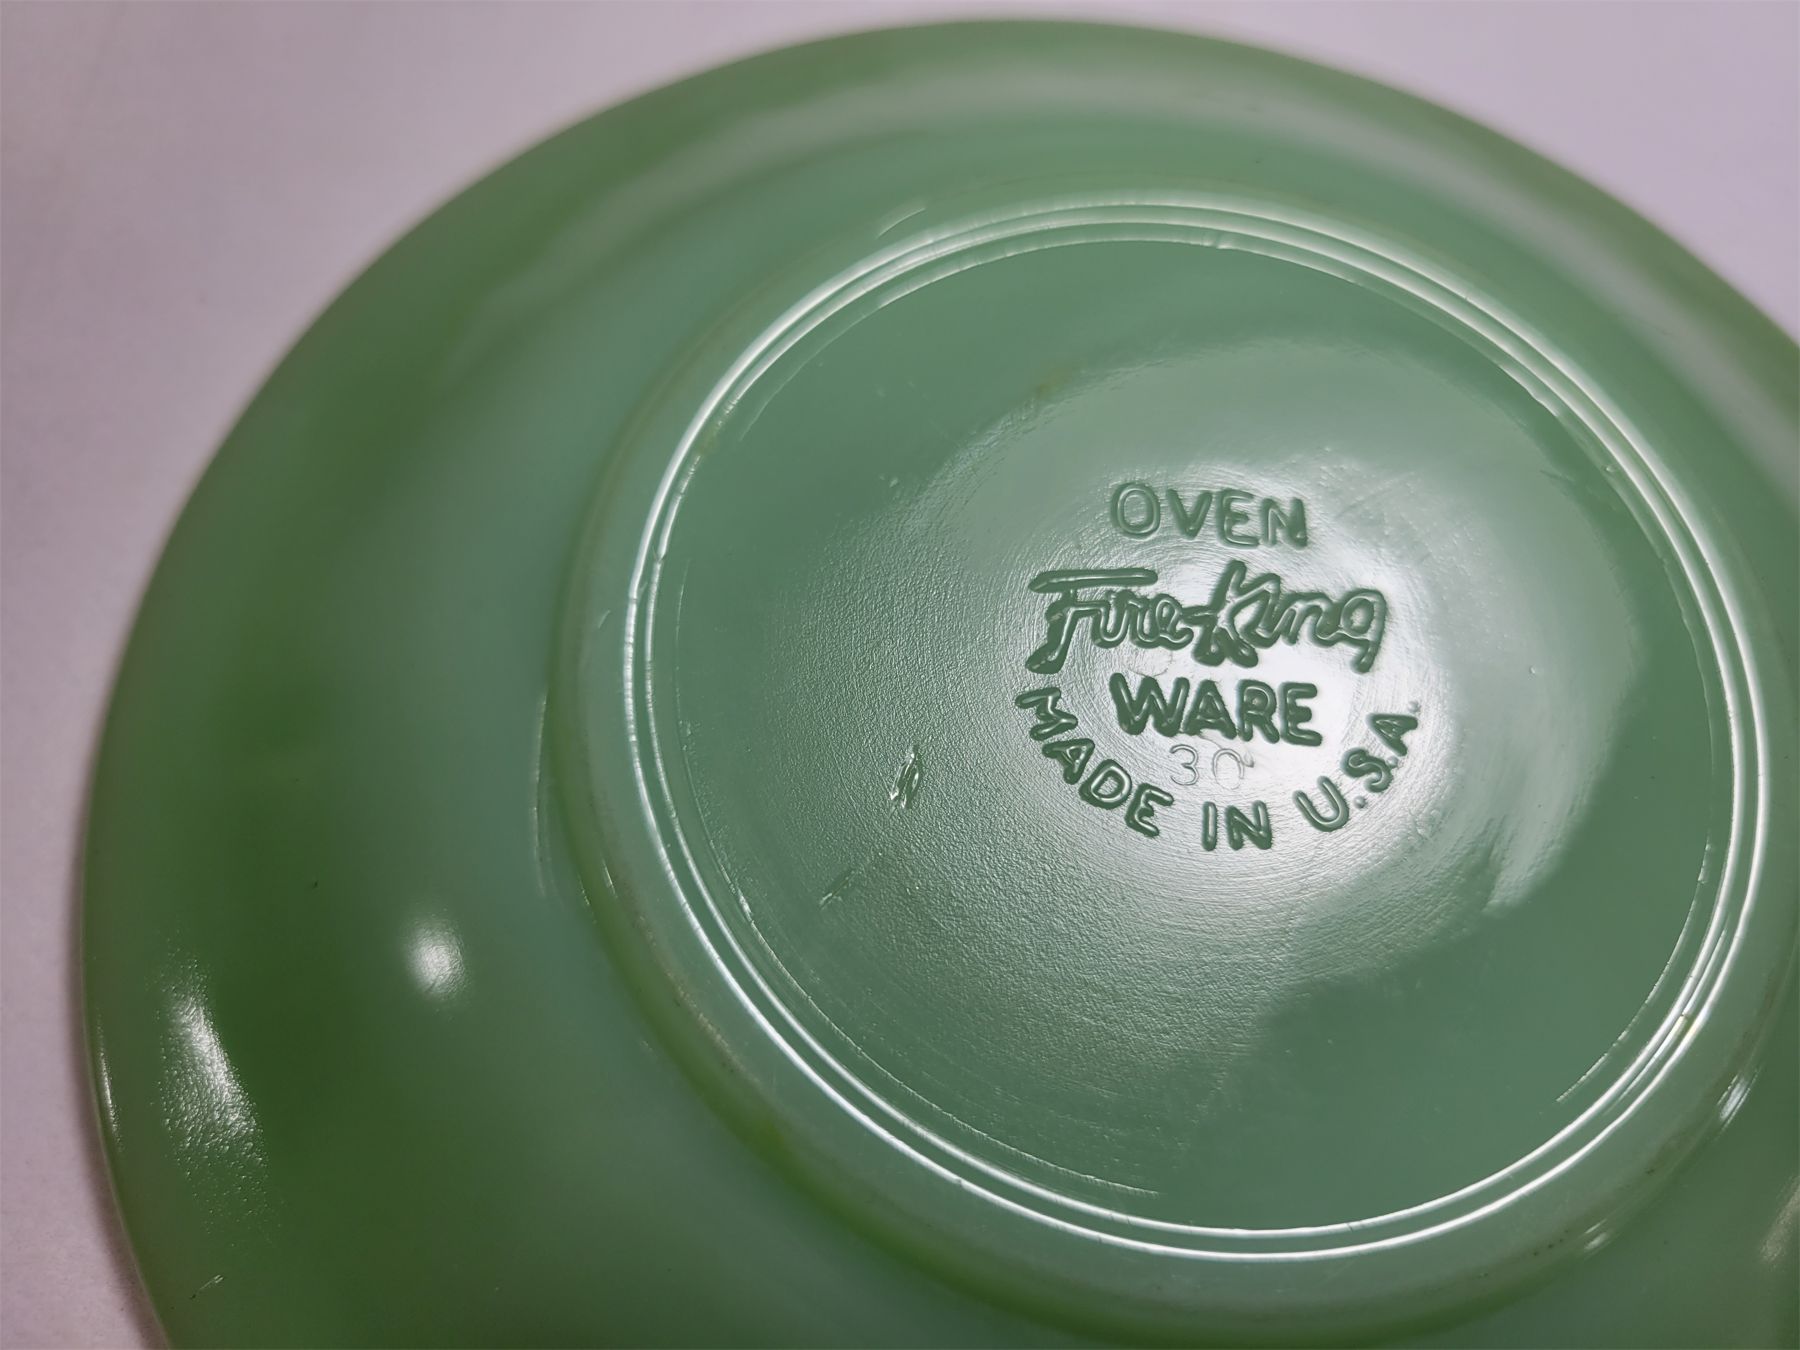 OVEN
Fire-King
WARE
30
MADE IN U.S.A.